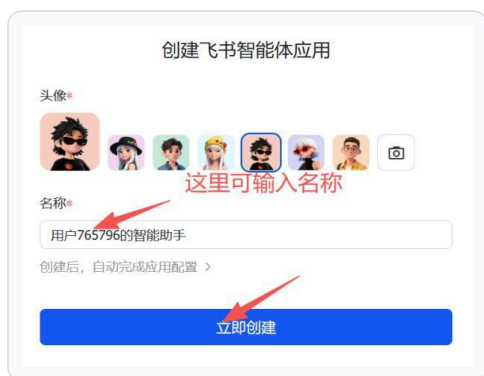 创建飞书智能体应用
头像*
这里可输入名称
名称*
用户765796的智能助手
创建后，自动完成应用配置 >
立即创建